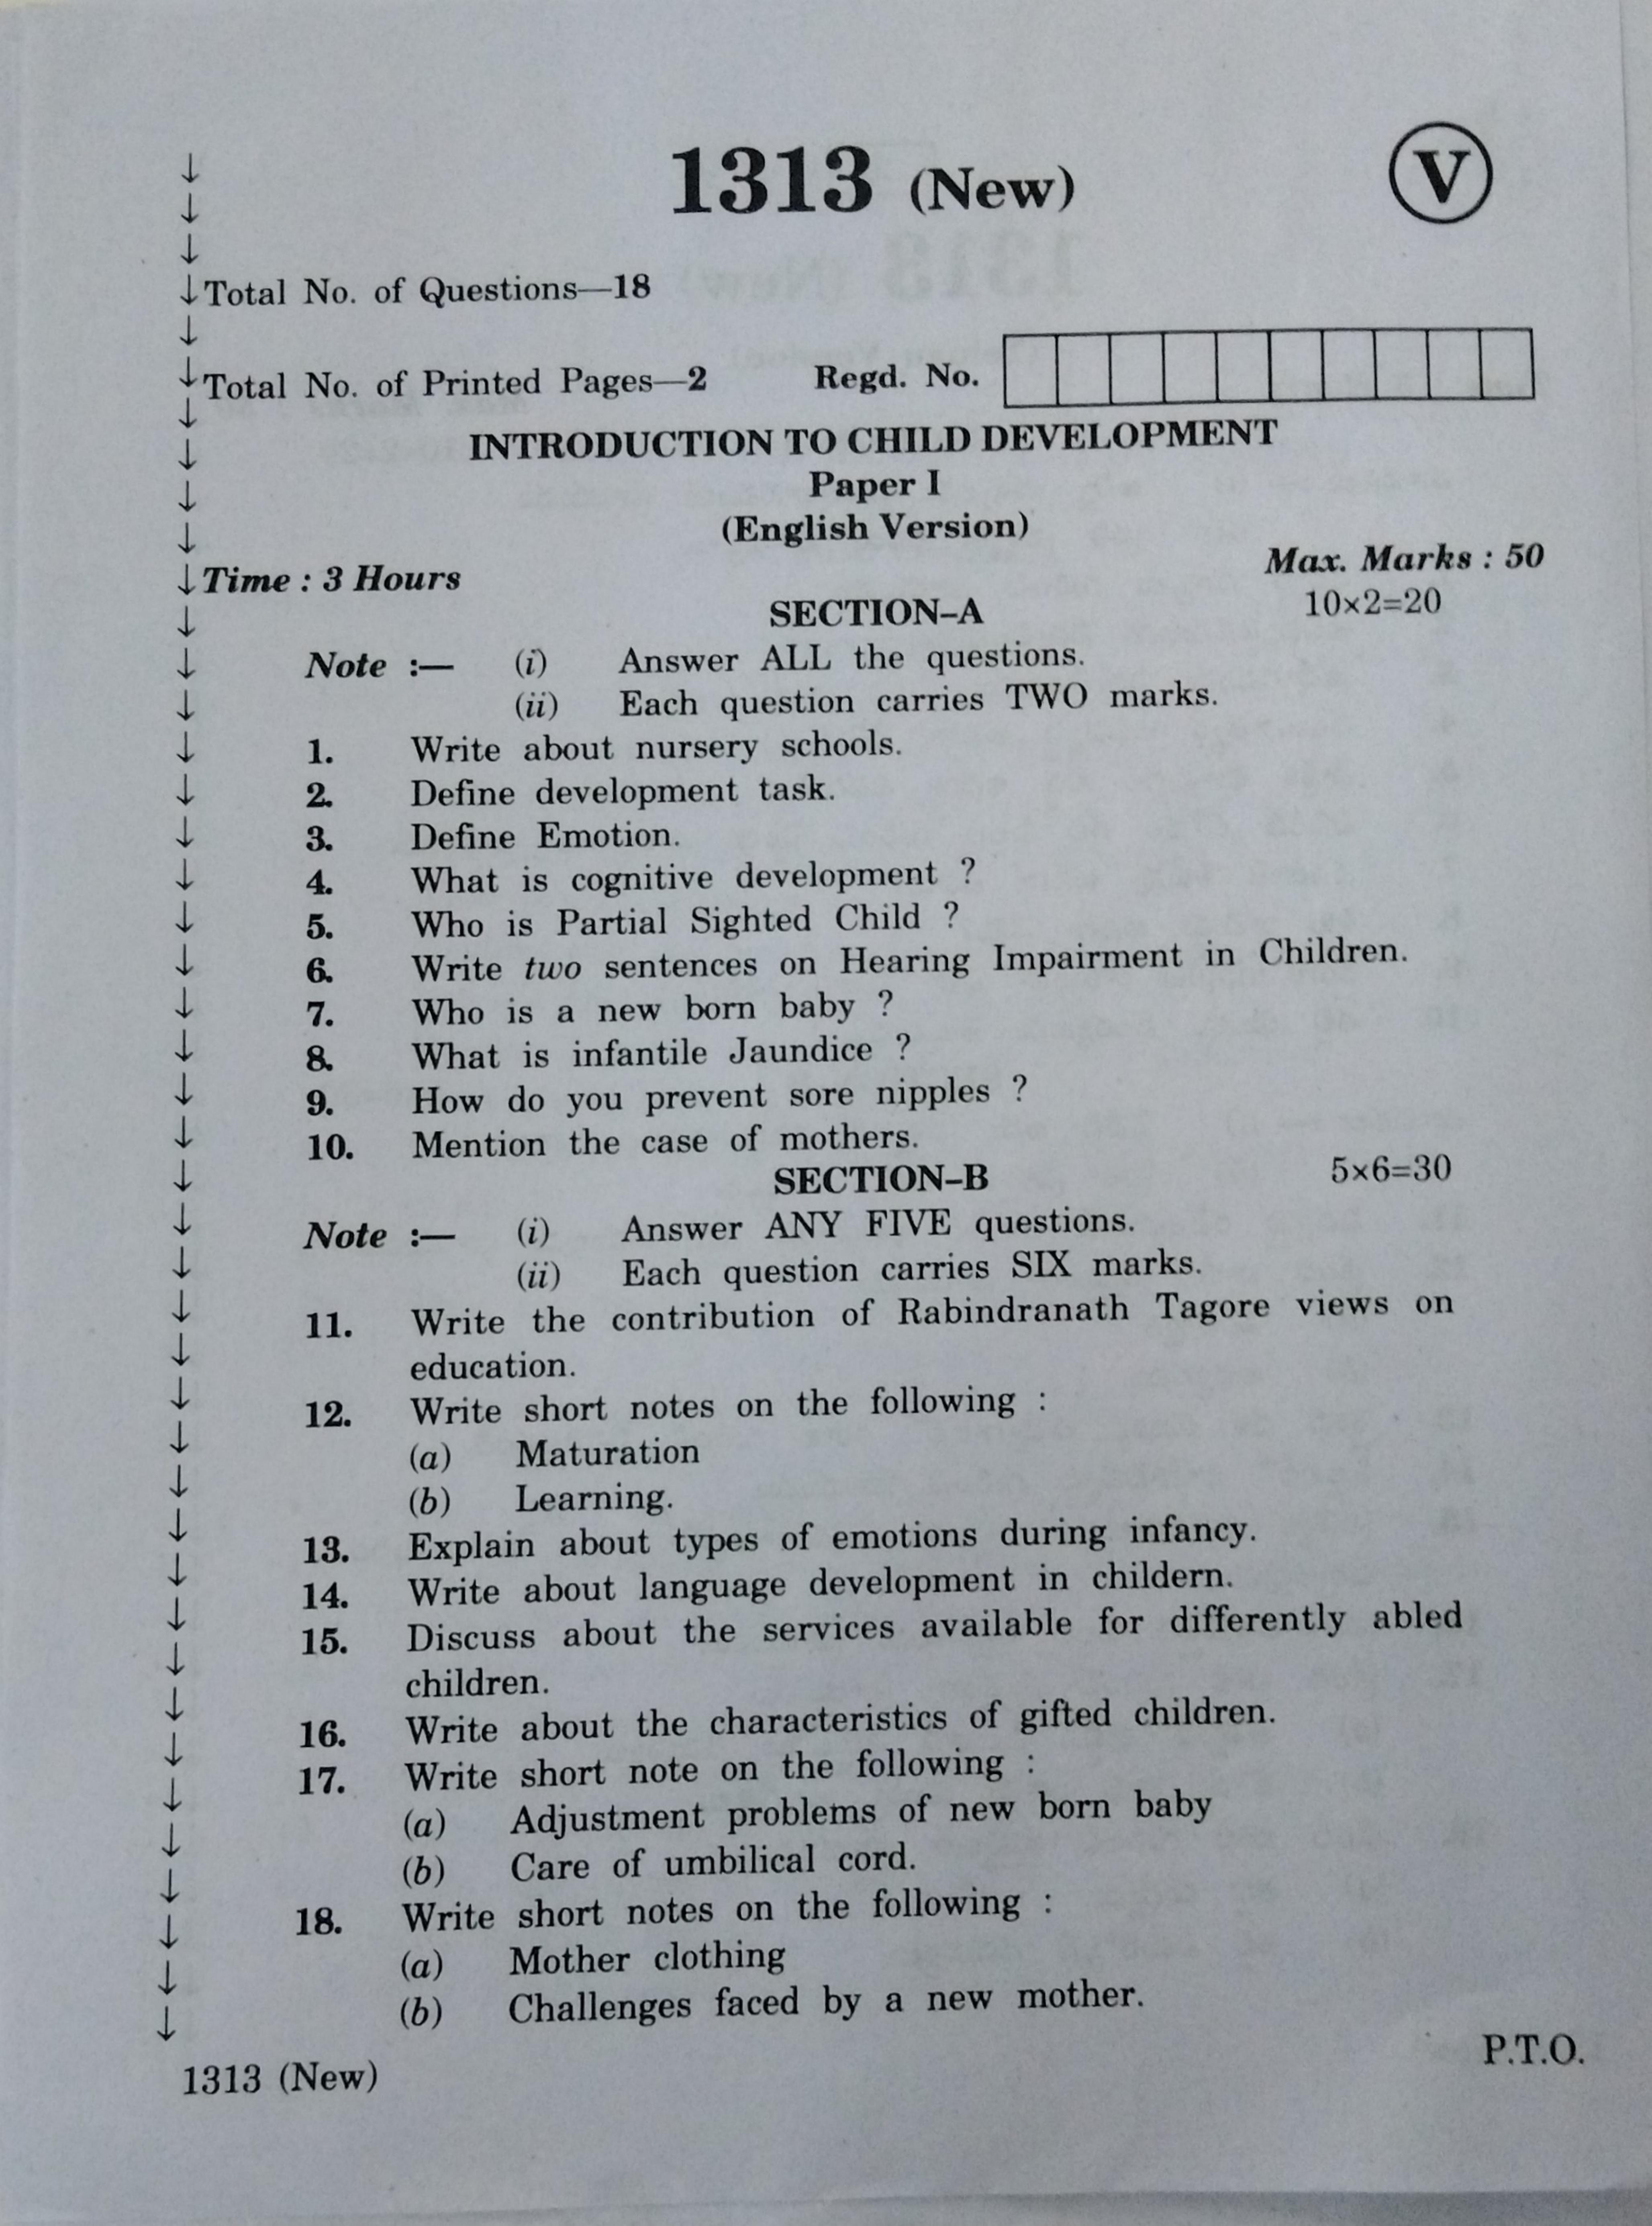 1313 (New)
V
Total No. of Questions—18
Total No. of Printed Pages—2 Regd. No.
INTRODUCTION TO CHILD DEVELOPMENT
Paper I
(English Version)
Time : 3 Hours Max. Marks : 50
SECTION–A 10×2=20
Note :— (i) Answer ALL the questions.
(ii) Each question carries TWO marks.
1. Write about nursery schools.
2. Define development task.
3. Define Emotion.
4. What is cognitive development ?
5. Who is Partial Sighted Child ?
6. Write two sentences on Hearing Impairment in Children.
7. Who is a new born baby ?
8. What is infantile Jaundice ?
9. How do you prevent sore nipples ?
10. Mention the case of mothers.
SECTION–B 5×6=30
Note :— (i) Answer ANY FIVE questions.
(ii) Each question carries SIX marks.
11. Write the contribution of Rabindranath Tagore views on
education.
12. Write short notes on the following :
(a) Maturation
(b) Learning.
13. Explain about types of emotions during infancy.
14. Write about language development in childern.
15. Discuss about the services available for differently abled
children.
16. Write about the characteristics of gifted children.
17. Write short note on the following :
(a) Adjustment problems of new born baby
(b) Care of umbilical cord.
18. Write short notes on the following :
(a) Mother clothing
(b) Challenges faced by a new mother.
1313 (New) P.T.O.